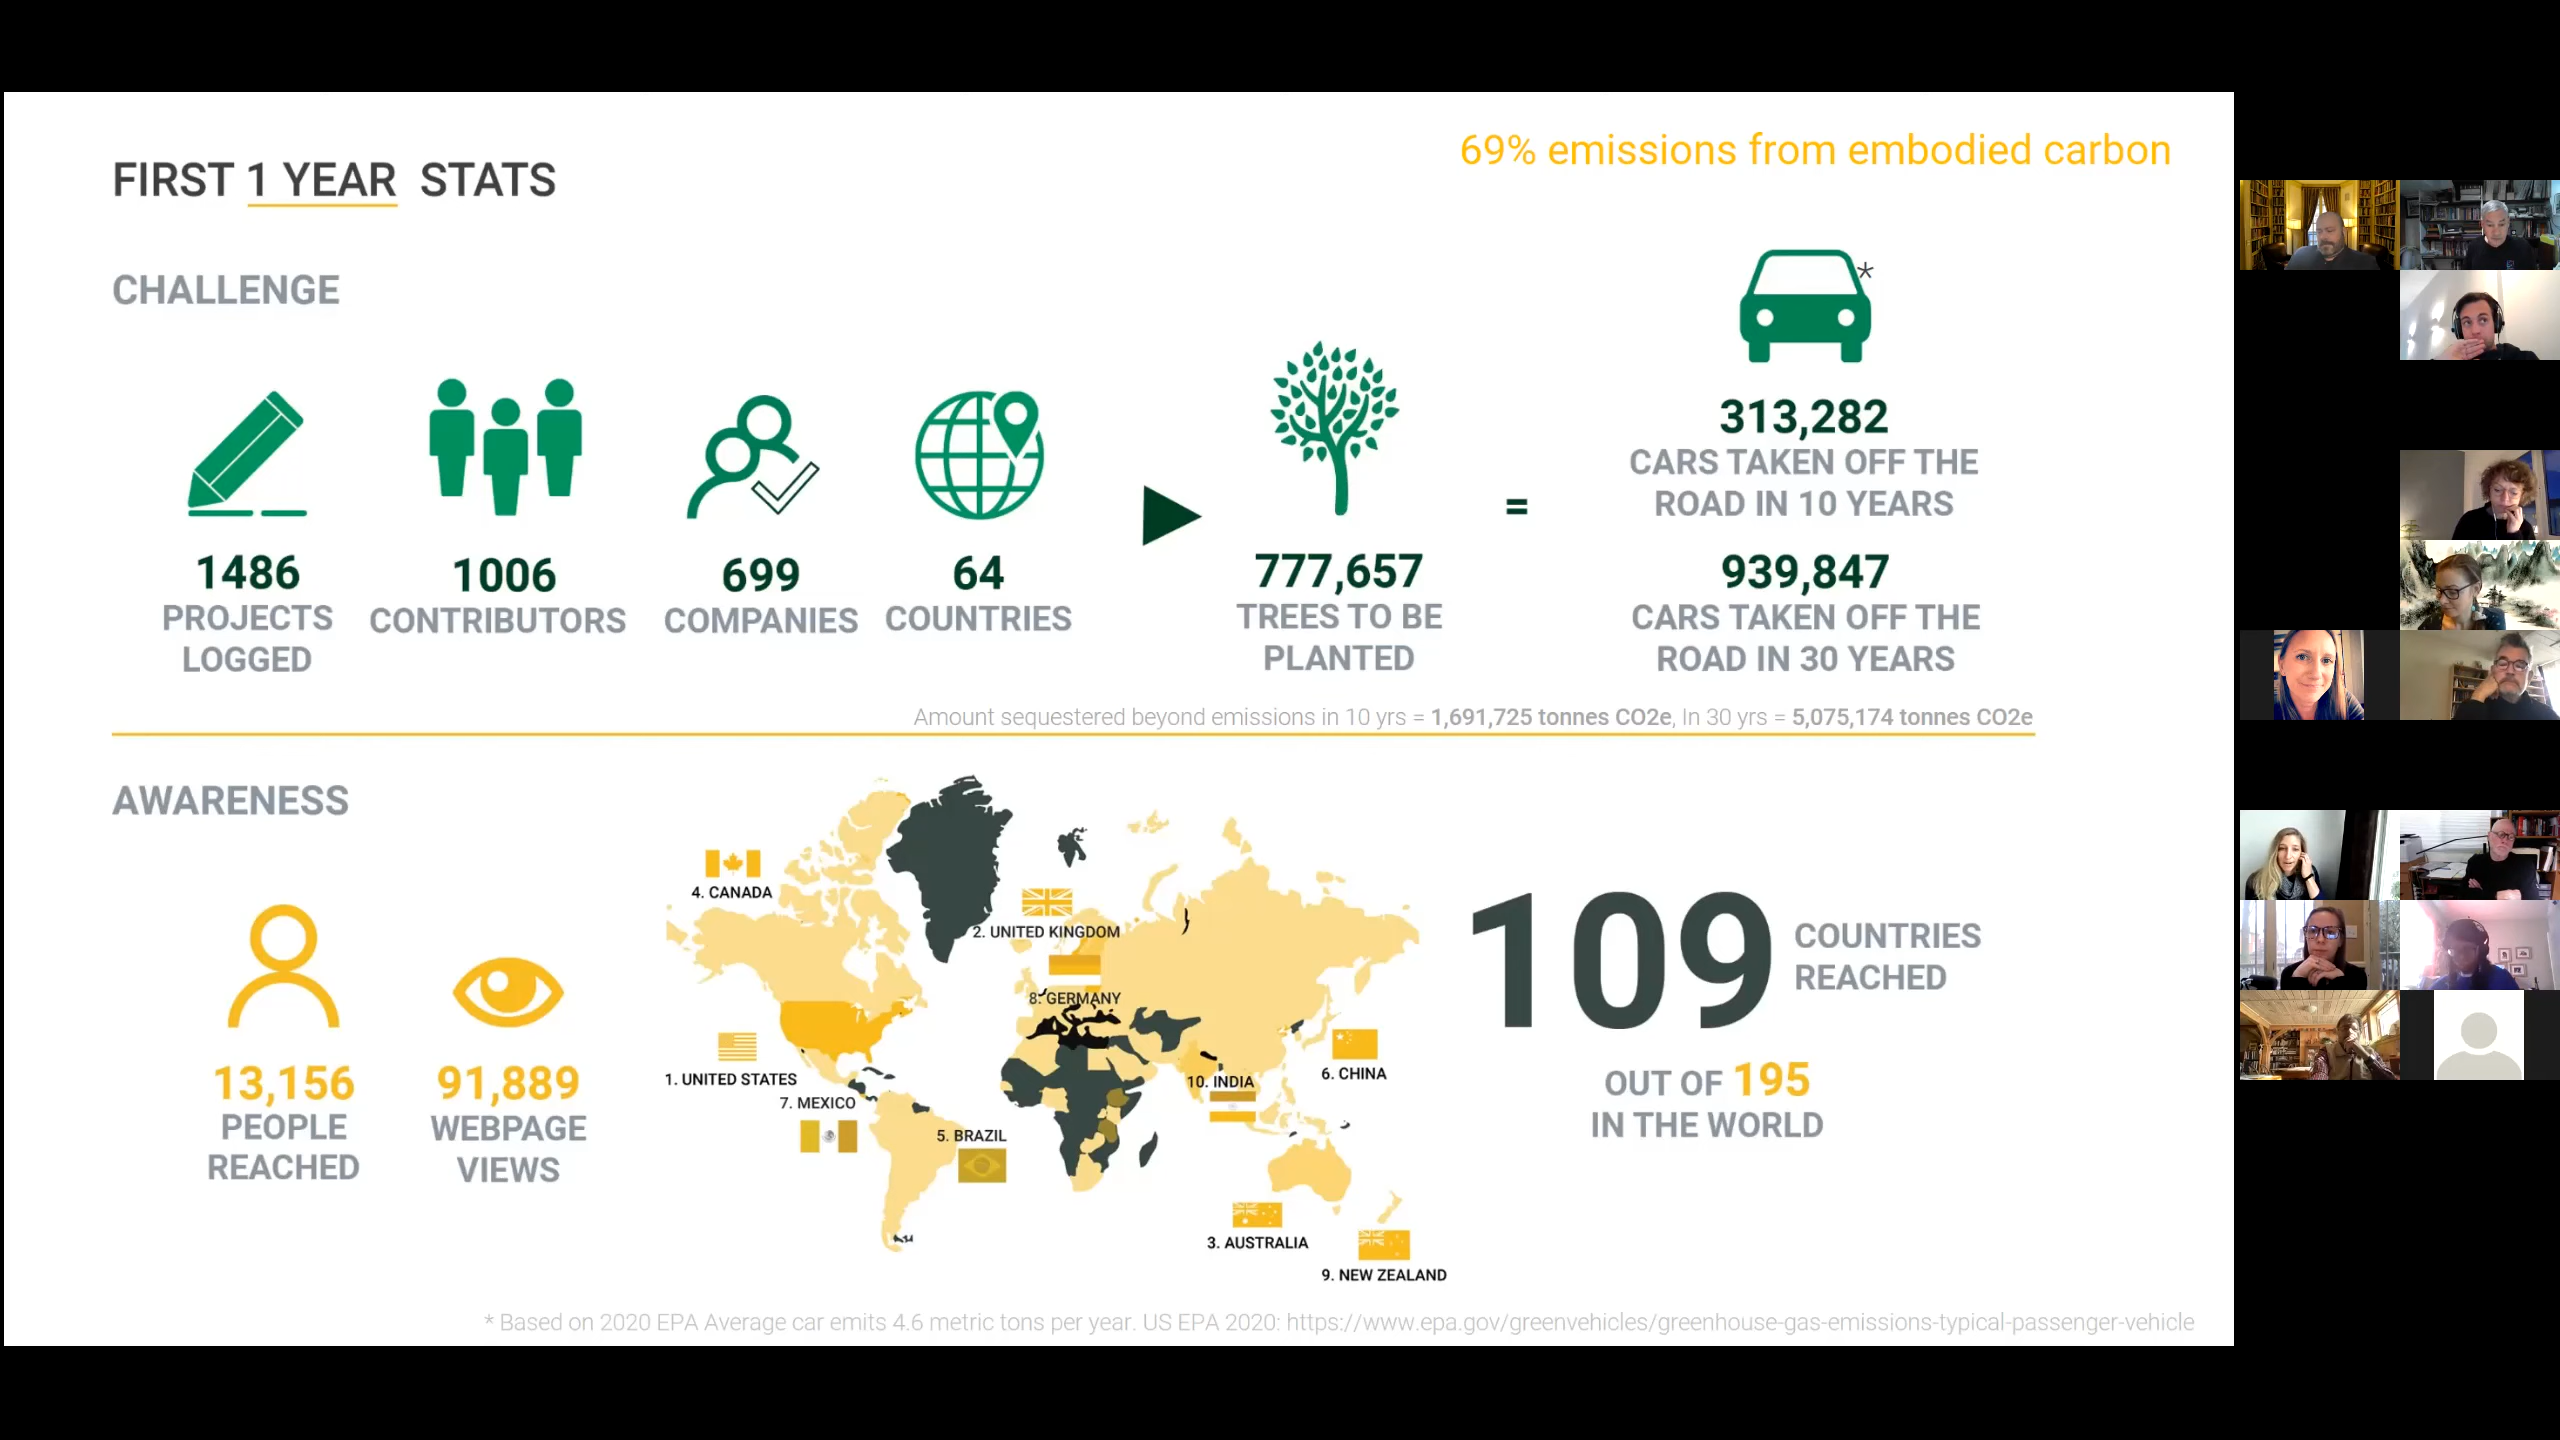 69% emissions from embodied carbon
FIRST 1 YEAR STATS
CHALLENGE
*
1486
PROJECTS
LOGGED
1006
CONTRIBUTORS
699
COMPANIES
64
COUNTRIES
777,657
TREES TO BE
PLANTED
=
313,282
CARS TAKEN OFF THE
ROAD IN 10 YEARS
939,847
CARS TAKEN OFF THE
ROAD IN 30 YEARS
Amount sequestered beyond emissions in 10 yrs = 1,691,725 tonnes CO2e, In 30 yrs = 5,075,174 tonnes CO2e
AWARENESS
13,156
PEOPLE
REACHED
91,889
WEBPAGE
VIEWS
4. CANADA
2. UNITED KINGDOM
8. GERMANY
1. UNITED STATES
7. MEXICO
5. BRAZIL
10. INDIA
6. CHINA
3. AUSTRALIA
9. NEW ZEALAND
109
COUNTRIES
REACHED
OUT OF 195
IN THE WORLD
* Based on 2020 EPA Average car emits 4.6 metric tons per year. US EPA 2020: https://www.epa.gov/greenvehicles/greenhouse-gas-emissions-typical-passenger-vehicle